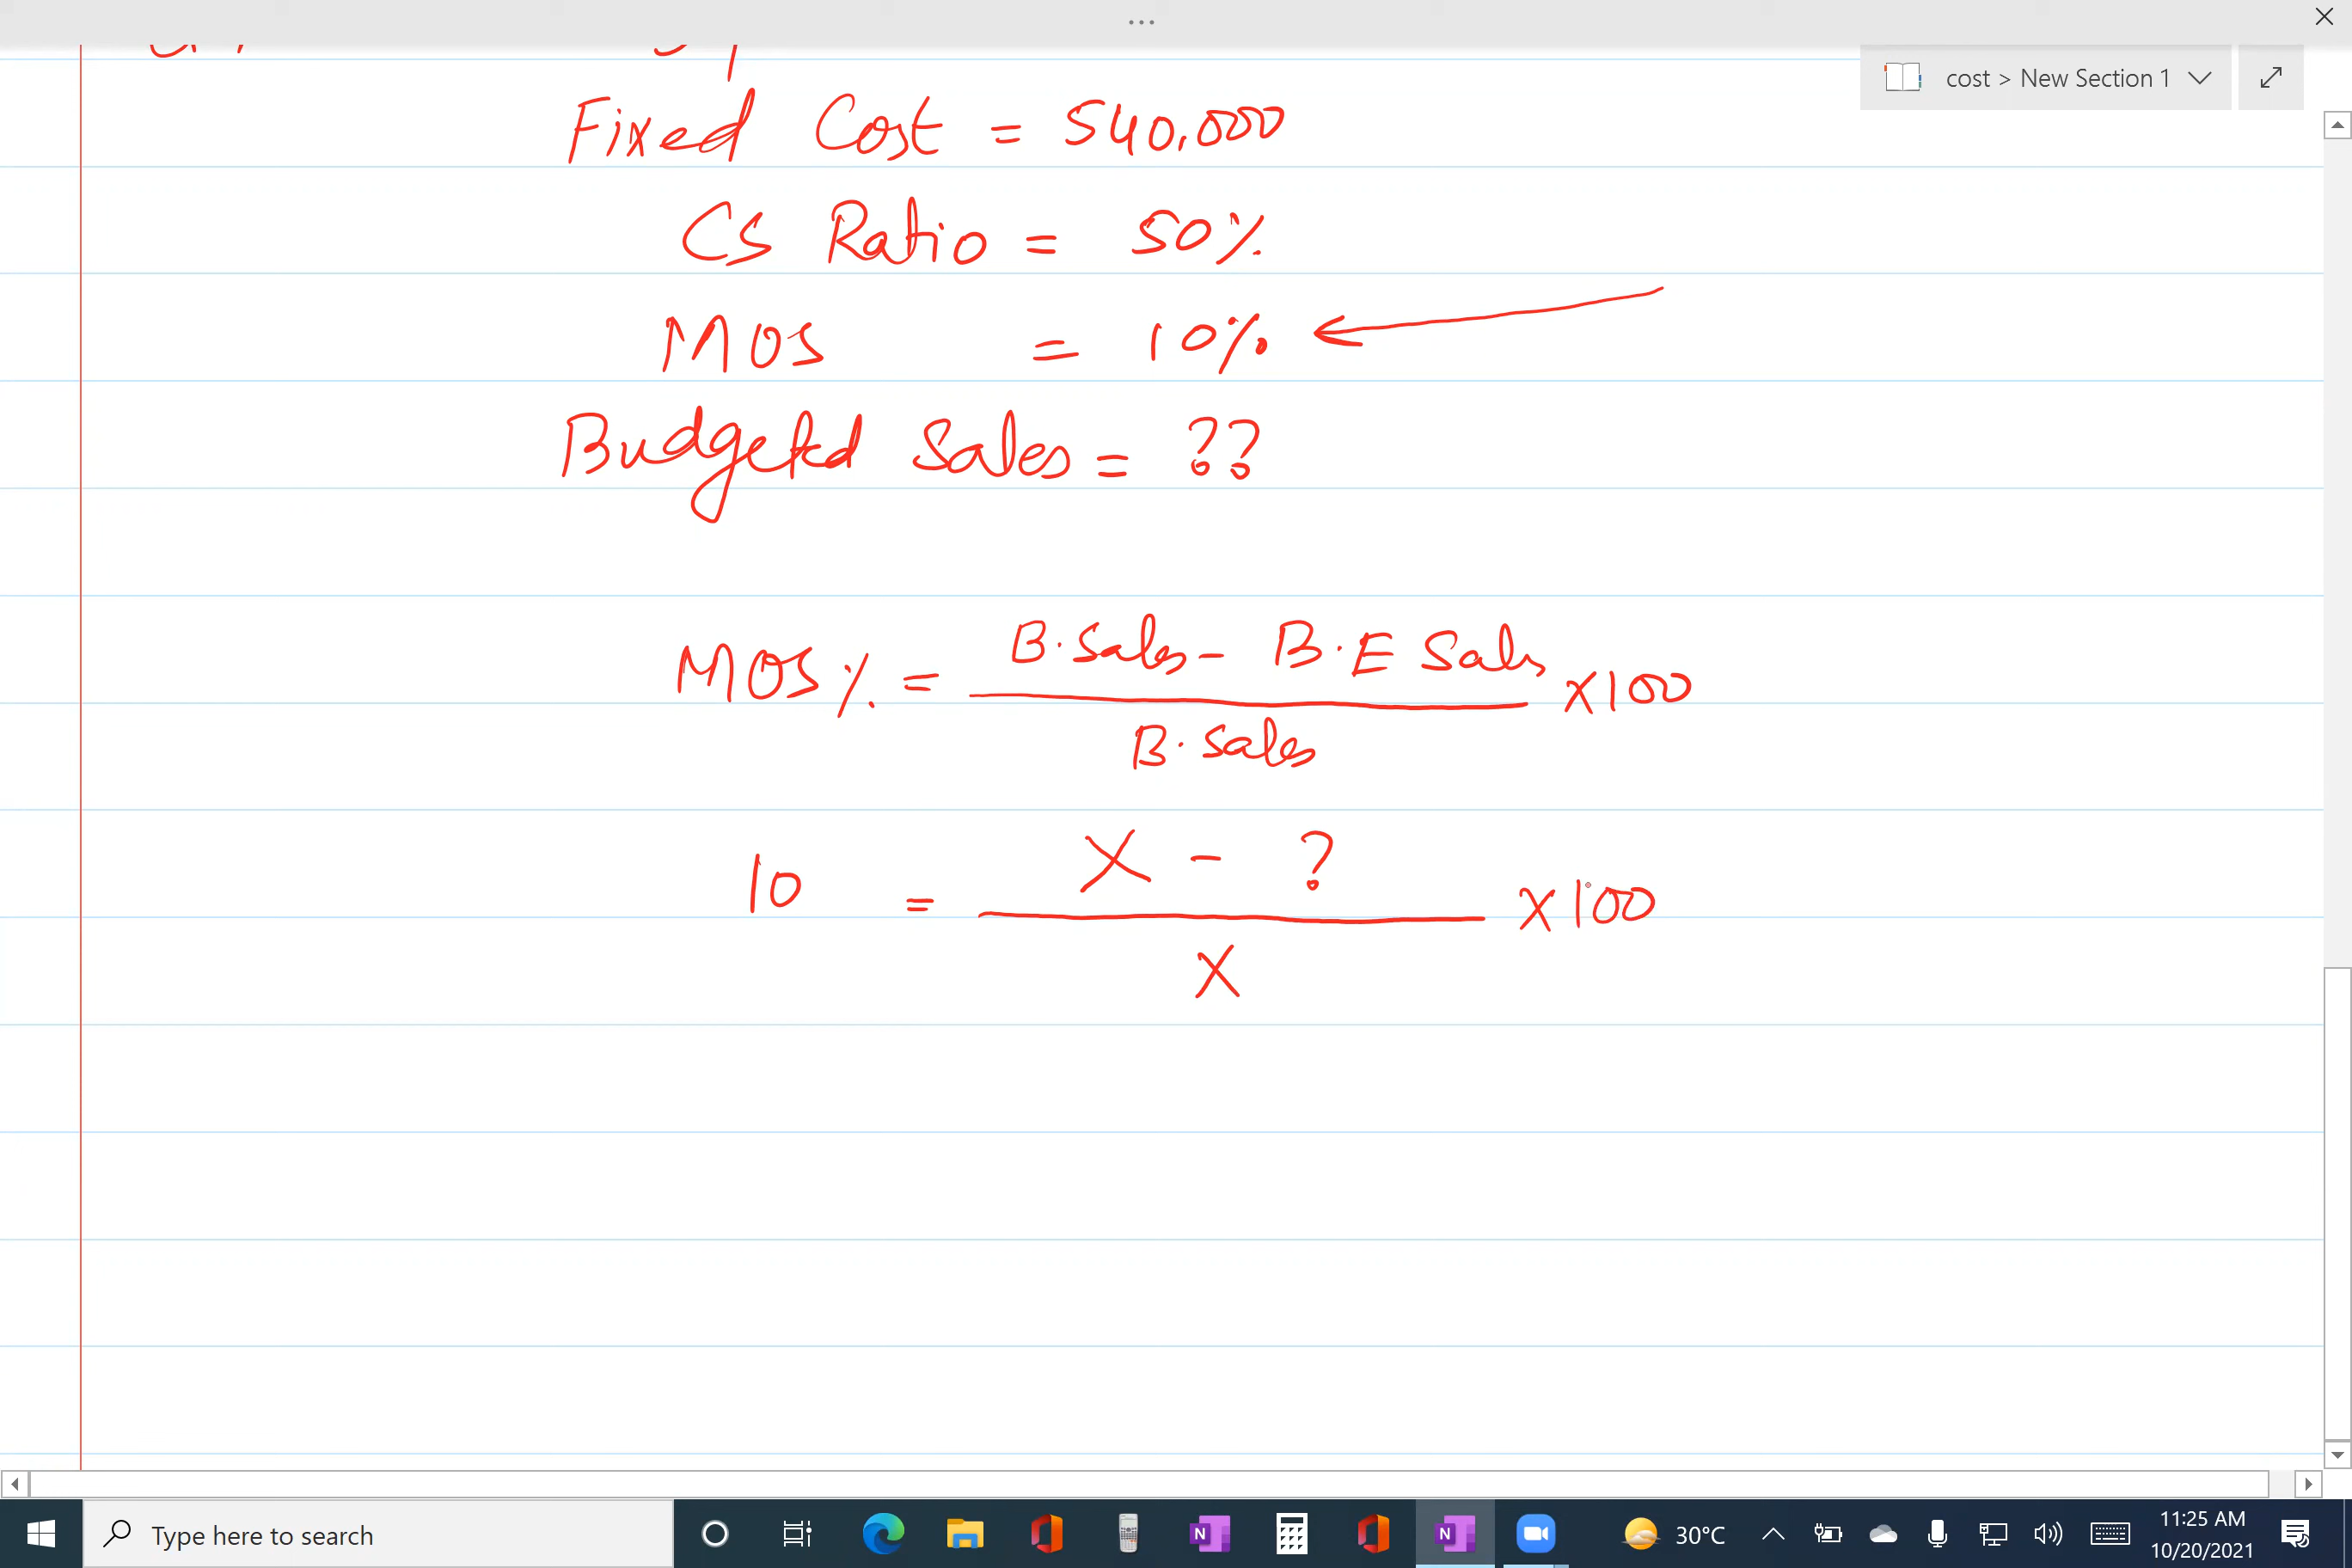 ...
cost > New Section 1
Fixed Cost = 540,000
CS Ratio = 50%
MOS = 10%
Budgeted Sales = ??
MOS % = B.Sales - B.E Sales x100
B.Sales
10 = X - ? x100
X
Type here to search
30°C
11:25 AM
10/20/2021